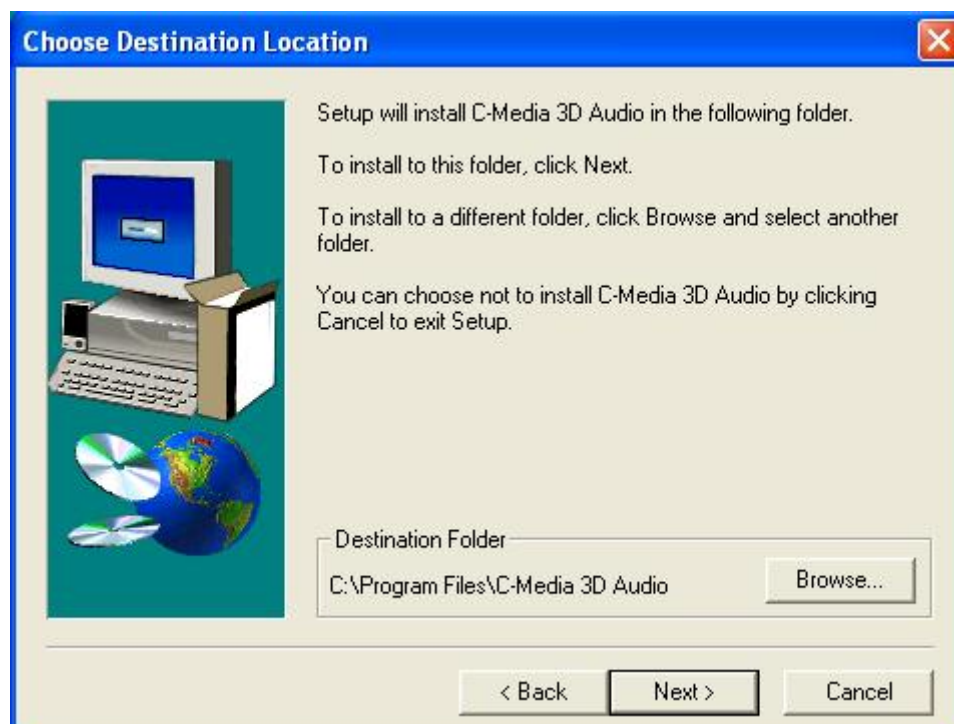 Choose Destination Location
Setup will install C-Media 3D Audio in the following folder.
To install to this folder, click Next.
To install to a different folder, click Browse and select another
folder.
You can choose not to install C-Media 3D Audio by clicking
Cancel to exit Setup.
Destination Folder
C:\Program Files\C-Media 3D Audio
Browse...
< Back
Next >
Cancel